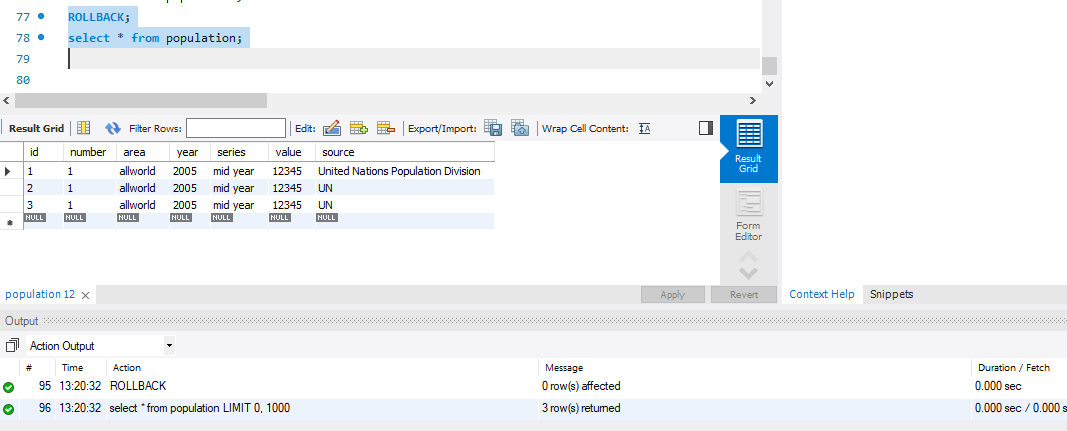 77 ROLLBACK;
78 select * from population;
79
80
Result Grid Filter Rows: Edit: Export/Import: Wrap Cell Content:
id number area year series value source
1 1 allworld 2005 mid year 12345 United Nations Population Division
2 1 allworld 2005 mid year 12345 UN
3 1 allworld 2005 mid year 12345 UN
NULL NULL NULL NULL NULL NULL NULL
Result
Grid
Form
Editor
population 12
Apply Revert
Context Help Snippets
Output
Action Output
# Time Action Message Duration / Fetch
95 13:20:32 ROLLBACK 0 row(s) affected 0.000 sec
96 13:20:32 select * from population LIMIT 0, 1000 3 row(s) returned 0.000 sec / 0.000 s